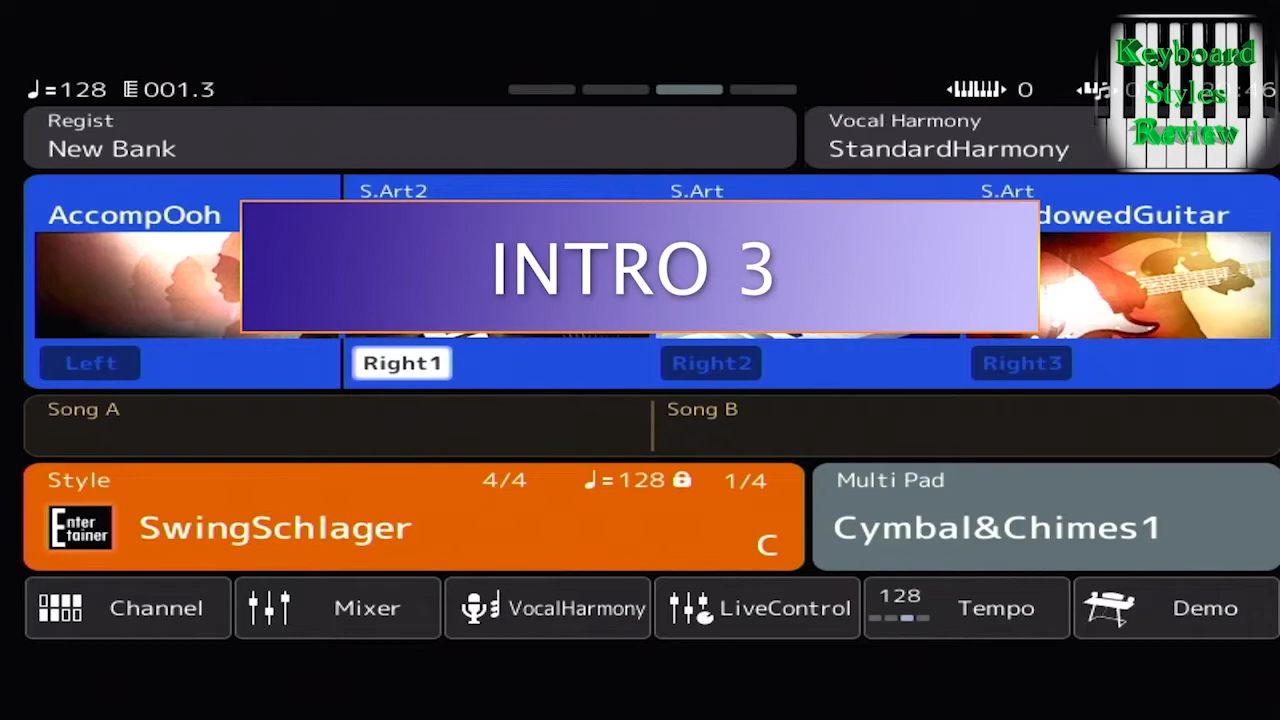 Keyboard
Styles
Review
♩=128 001.3
0
:46
Regist
New Bank
Vocal Harmony
StandardHarmony
AccompOoh
S.Art2
S.Art
S.Art
dowedGuitar
INTRO 3
Left
Right1
Right2
Right3
Song A
Song B
Style
4/4 ♩=128 1/4
Enter
tainer
SwingSchlager
C
Multi Pad
Cymbal&Chimes1
Channel
Mixer
VocalHarmony
LiveControl
128
Tempo
Demo